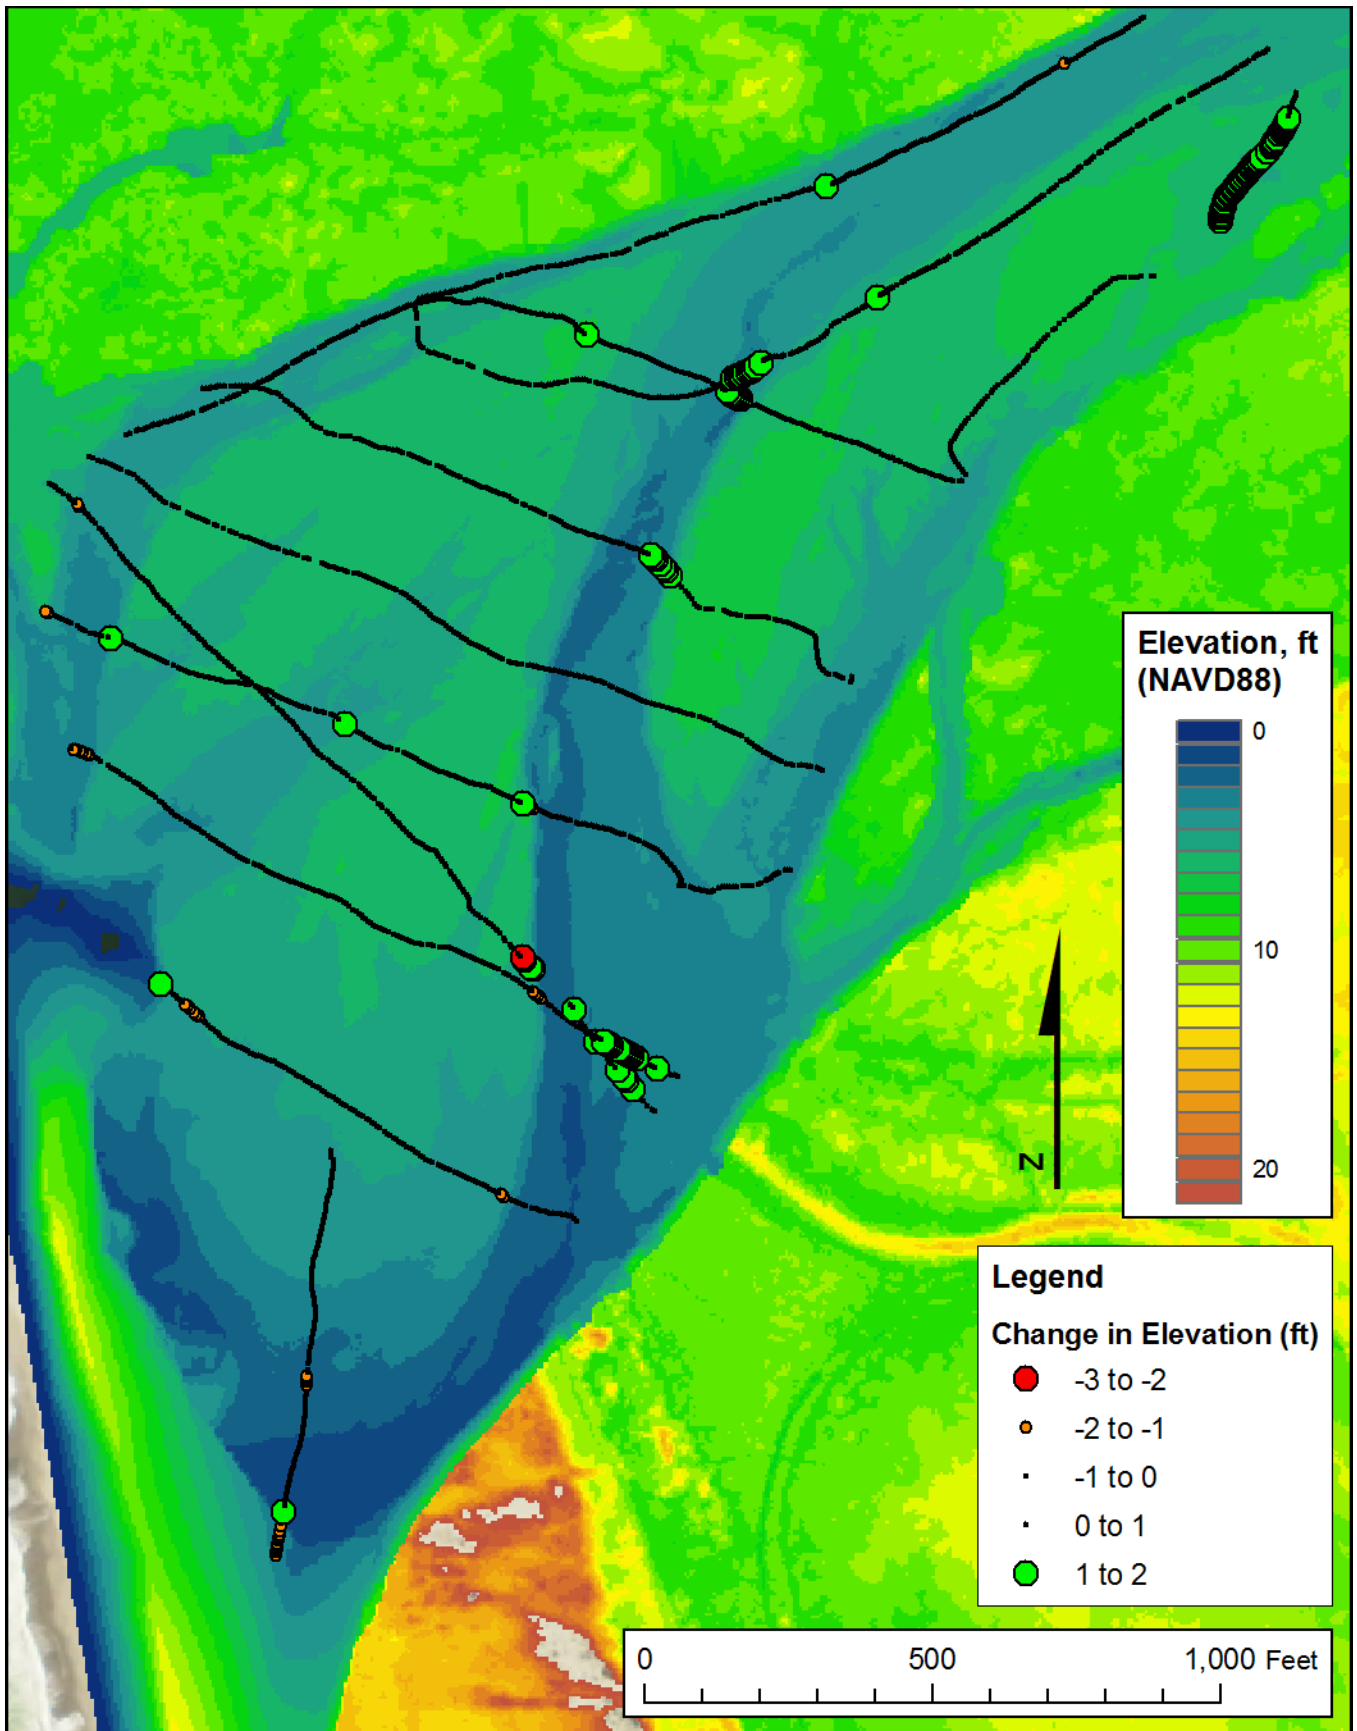 Elevation, ft
(NAVD88)
0
10
20
N
Legend
Change in Elevation (ft)
-3 to -2
-2 to -1
-1 to 0
0 to 1
1 to 2
0 500 1,000 Feet